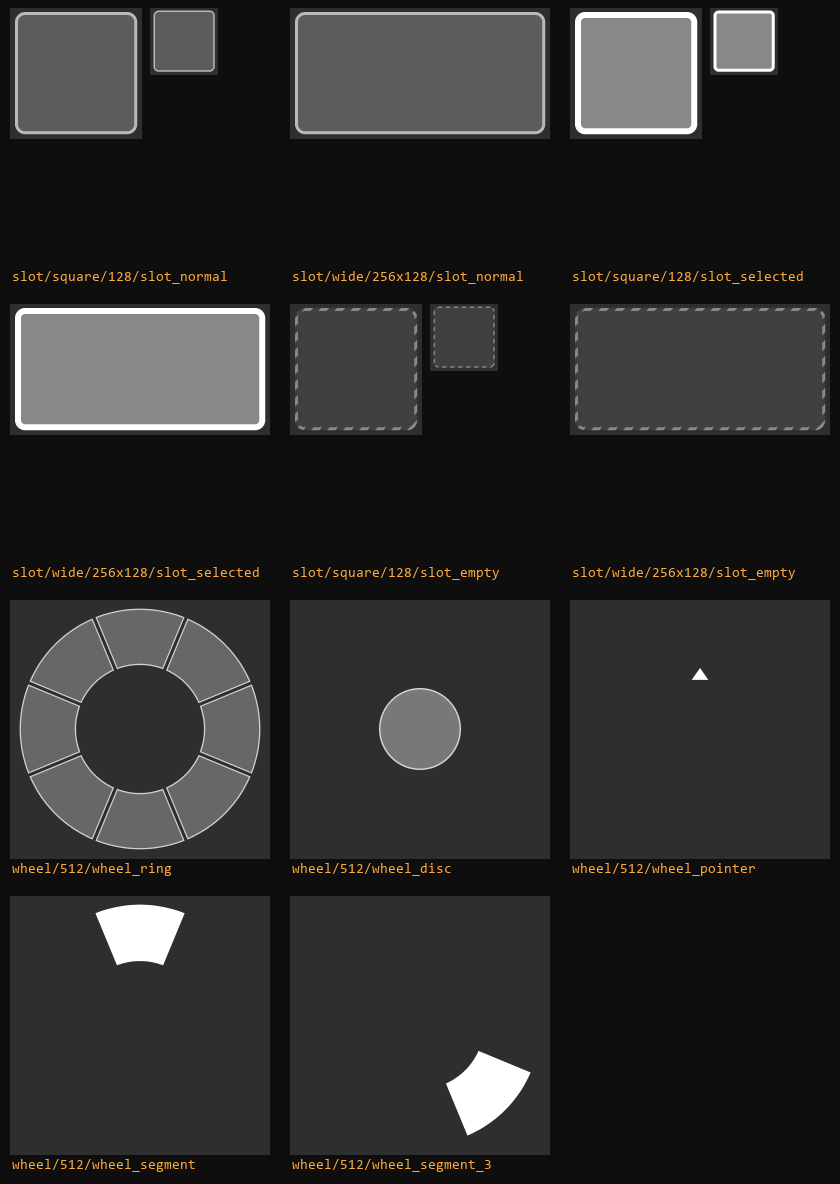 slot/square/128/slot_normal
slot/wide/256x128/slot_normal
slot/square/128/slot_selected
slot/wide/256x128/slot_selected
slot/square/128/slot_empty
slot/wide/256x128/slot_empty
wheel/512/wheel_ring
wheel/512/wheel_disc
wheel/512/wheel_pointer
wheel/512/wheel_segment
wheel/512/wheel_segment_3